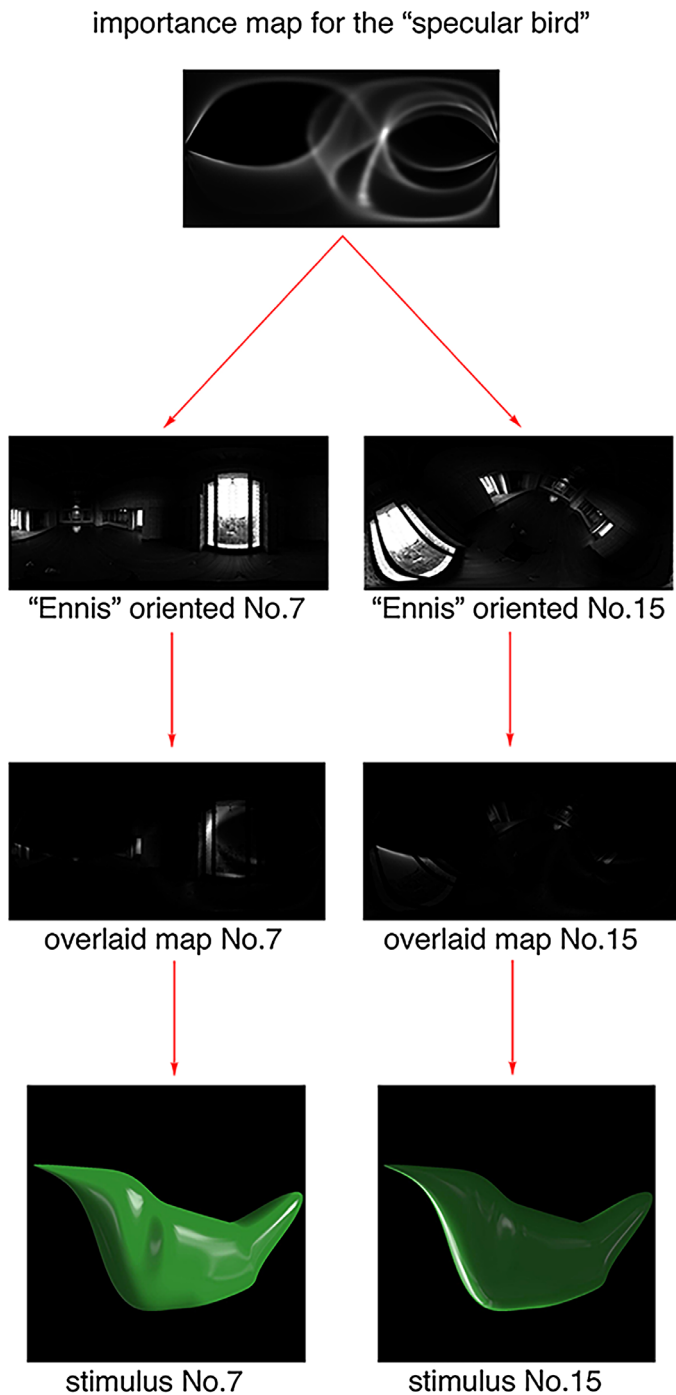 importance map for the “specular bird”
“Ennis” oriented No.7
“Ennis” oriented No.15
overlaid map No.7
overlaid map No.15
stimulus No.7
stimulus No.15